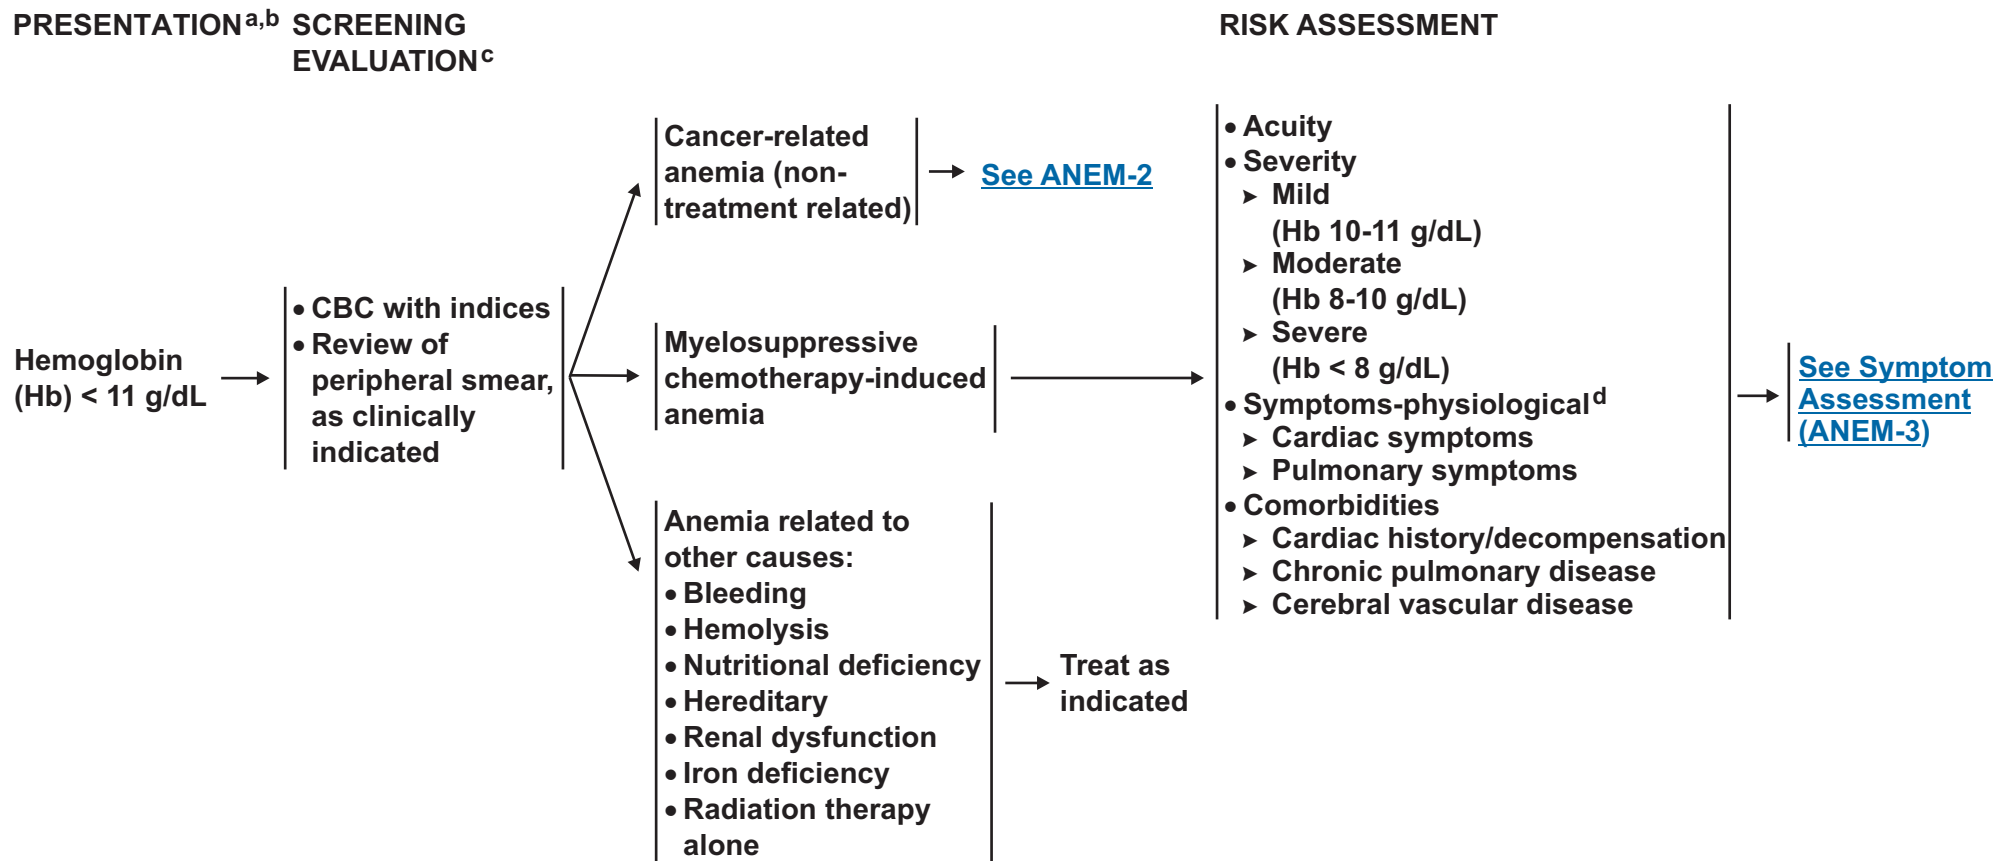 PRESENTATION a,b
SCREENING
EVALUATION c
RISK ASSESSMENT
Hemoglobin
(Hb) < 11 g/dL
• CBC with indices
• Review of
peripheral smear,
as clinically
indicated
Cancer-related
anemia (non-
treatment related)
See ANEM-2
Myelosuppressive
chemotherapy-induced
anemia
Anemia related to
other causes:
• Bleeding
• Hemolysis
• Nutritional deficiency
• Hereditary
• Renal dysfunction
• Iron deficiency
• Radiation therapy
alone
Treat as
indicated
• Acuity
• Severity
➤ Mild
(Hb 10-11 g/dL)
➤ Moderate
(Hb 8-10 g/dL)
➤ Severe
(Hb < 8 g/dL)
• Symptoms-physiological d
➤ Cardiac symptoms
➤ Pulmonary symptoms
• Comorbidities
➤ Cardiac history/decompensation
➤ Chronic pulmonary disease
➤ Cerebral vascular disease
See Symptom
Assessment
(ANEM-3)